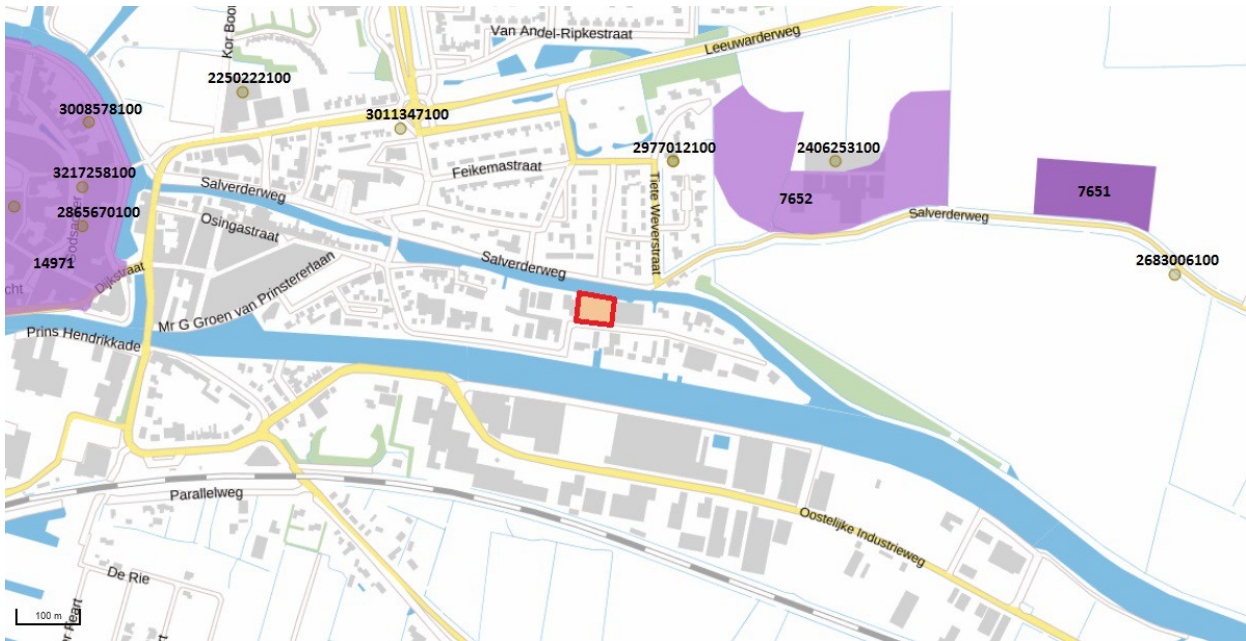 Van Andel-Ripkestraat
Leeuwarderweg
Kor Boon
2250222100
3008578100
3011347100
2977012100
2406253100
3217258100
Feikemastraat
Salverderweg
Tiete Weverstraat
7652
7651
Salverderweg
2865670100
Osingastraat
14971
Dijkstraat
Salverderweg
2683006100
Mr G Groen van Prinstererlaan
Prins Hendrikkade
Parallelweg
Oostelijke Industrieweg
De Rie
100 m